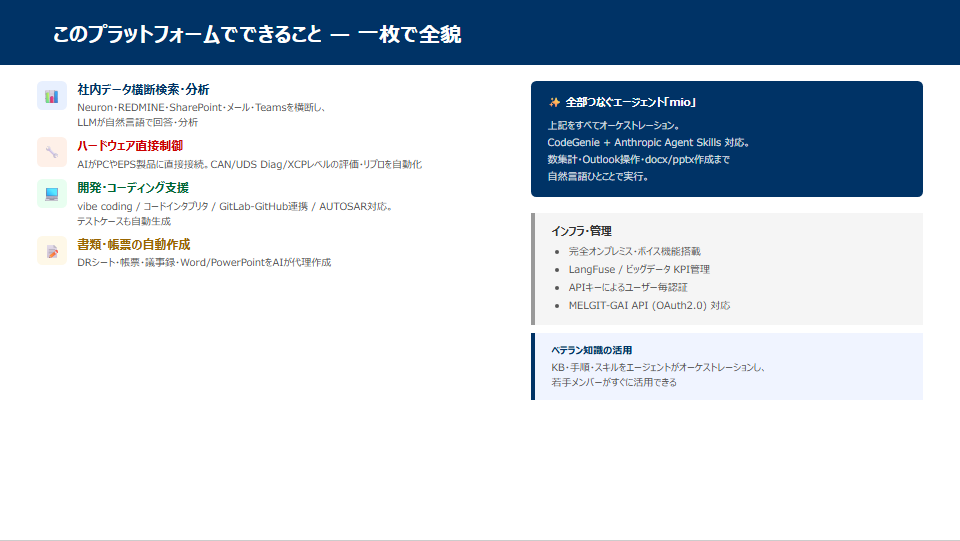 このプラットフォームでできること — 一枚で全貌
社内データ横断検索・分析
Neuron・REDMINE・SharePoint・メール・Teamsを横断し、
LLMが自然言語で回答・分析
ハードウェア直接制御
AIがPCやEPS製品に直接接続。CAN/UDS Diag/XCPレベルの評価・リプロを自動化
開発・コーディング支援
vibe coding / コードインタプリタ / GitLab-GitHub連携 / AUTOSAR対応。
テストケースも自動生成
書類・帳票の自動作成
DRシート・帳票・議事録・Word/PowerPointをAIが代理作成
✨ 全部つなぐエージェント「mio」
上記をすべてオーケストレーション。
CodeGenie + Anthropic Agent Skills 対応。
数集計・Outlook操作・docx/pptx作成まで
自然言語ひとことで実行。
インフラ・管理
• 完全オンプレミス・ボイス機能搭載
• LangFuse / ビッグデータ KPI管理
• APIキーによるユーザー毎認証
• MELGIT-GAI API (OAuth2.0) 対応
ベテラン知識の活用
KB・手順・スキルをエージェントがオーケストレーションし、
若手メンバーがすぐに活用できる